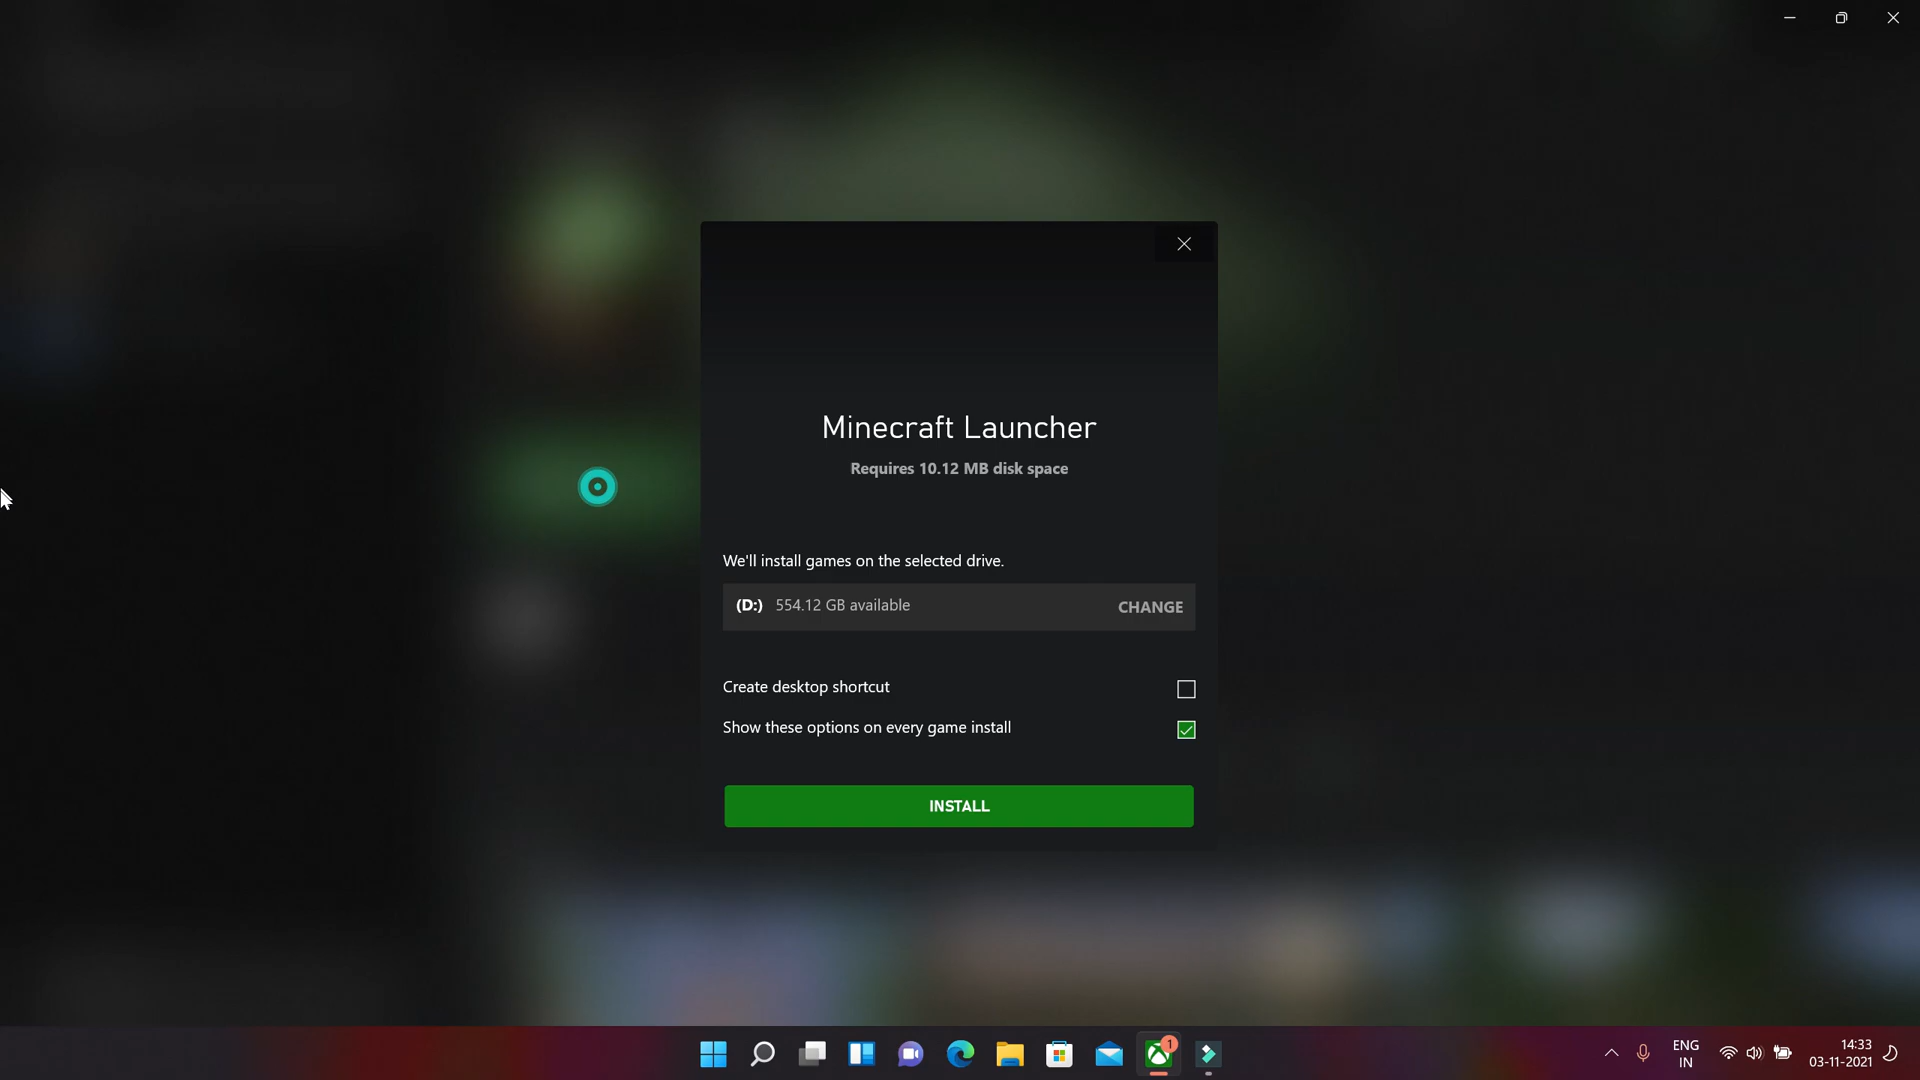 Minecraft Launcher
Requires 10.12 MB disk space
We'll install games on the selected drive.
(D:) 554.12 GB available CHANGE
Create desktop shortcut
Show these options on every game install
INSTALL
1
ENG
IN
14:33
03-11-2021